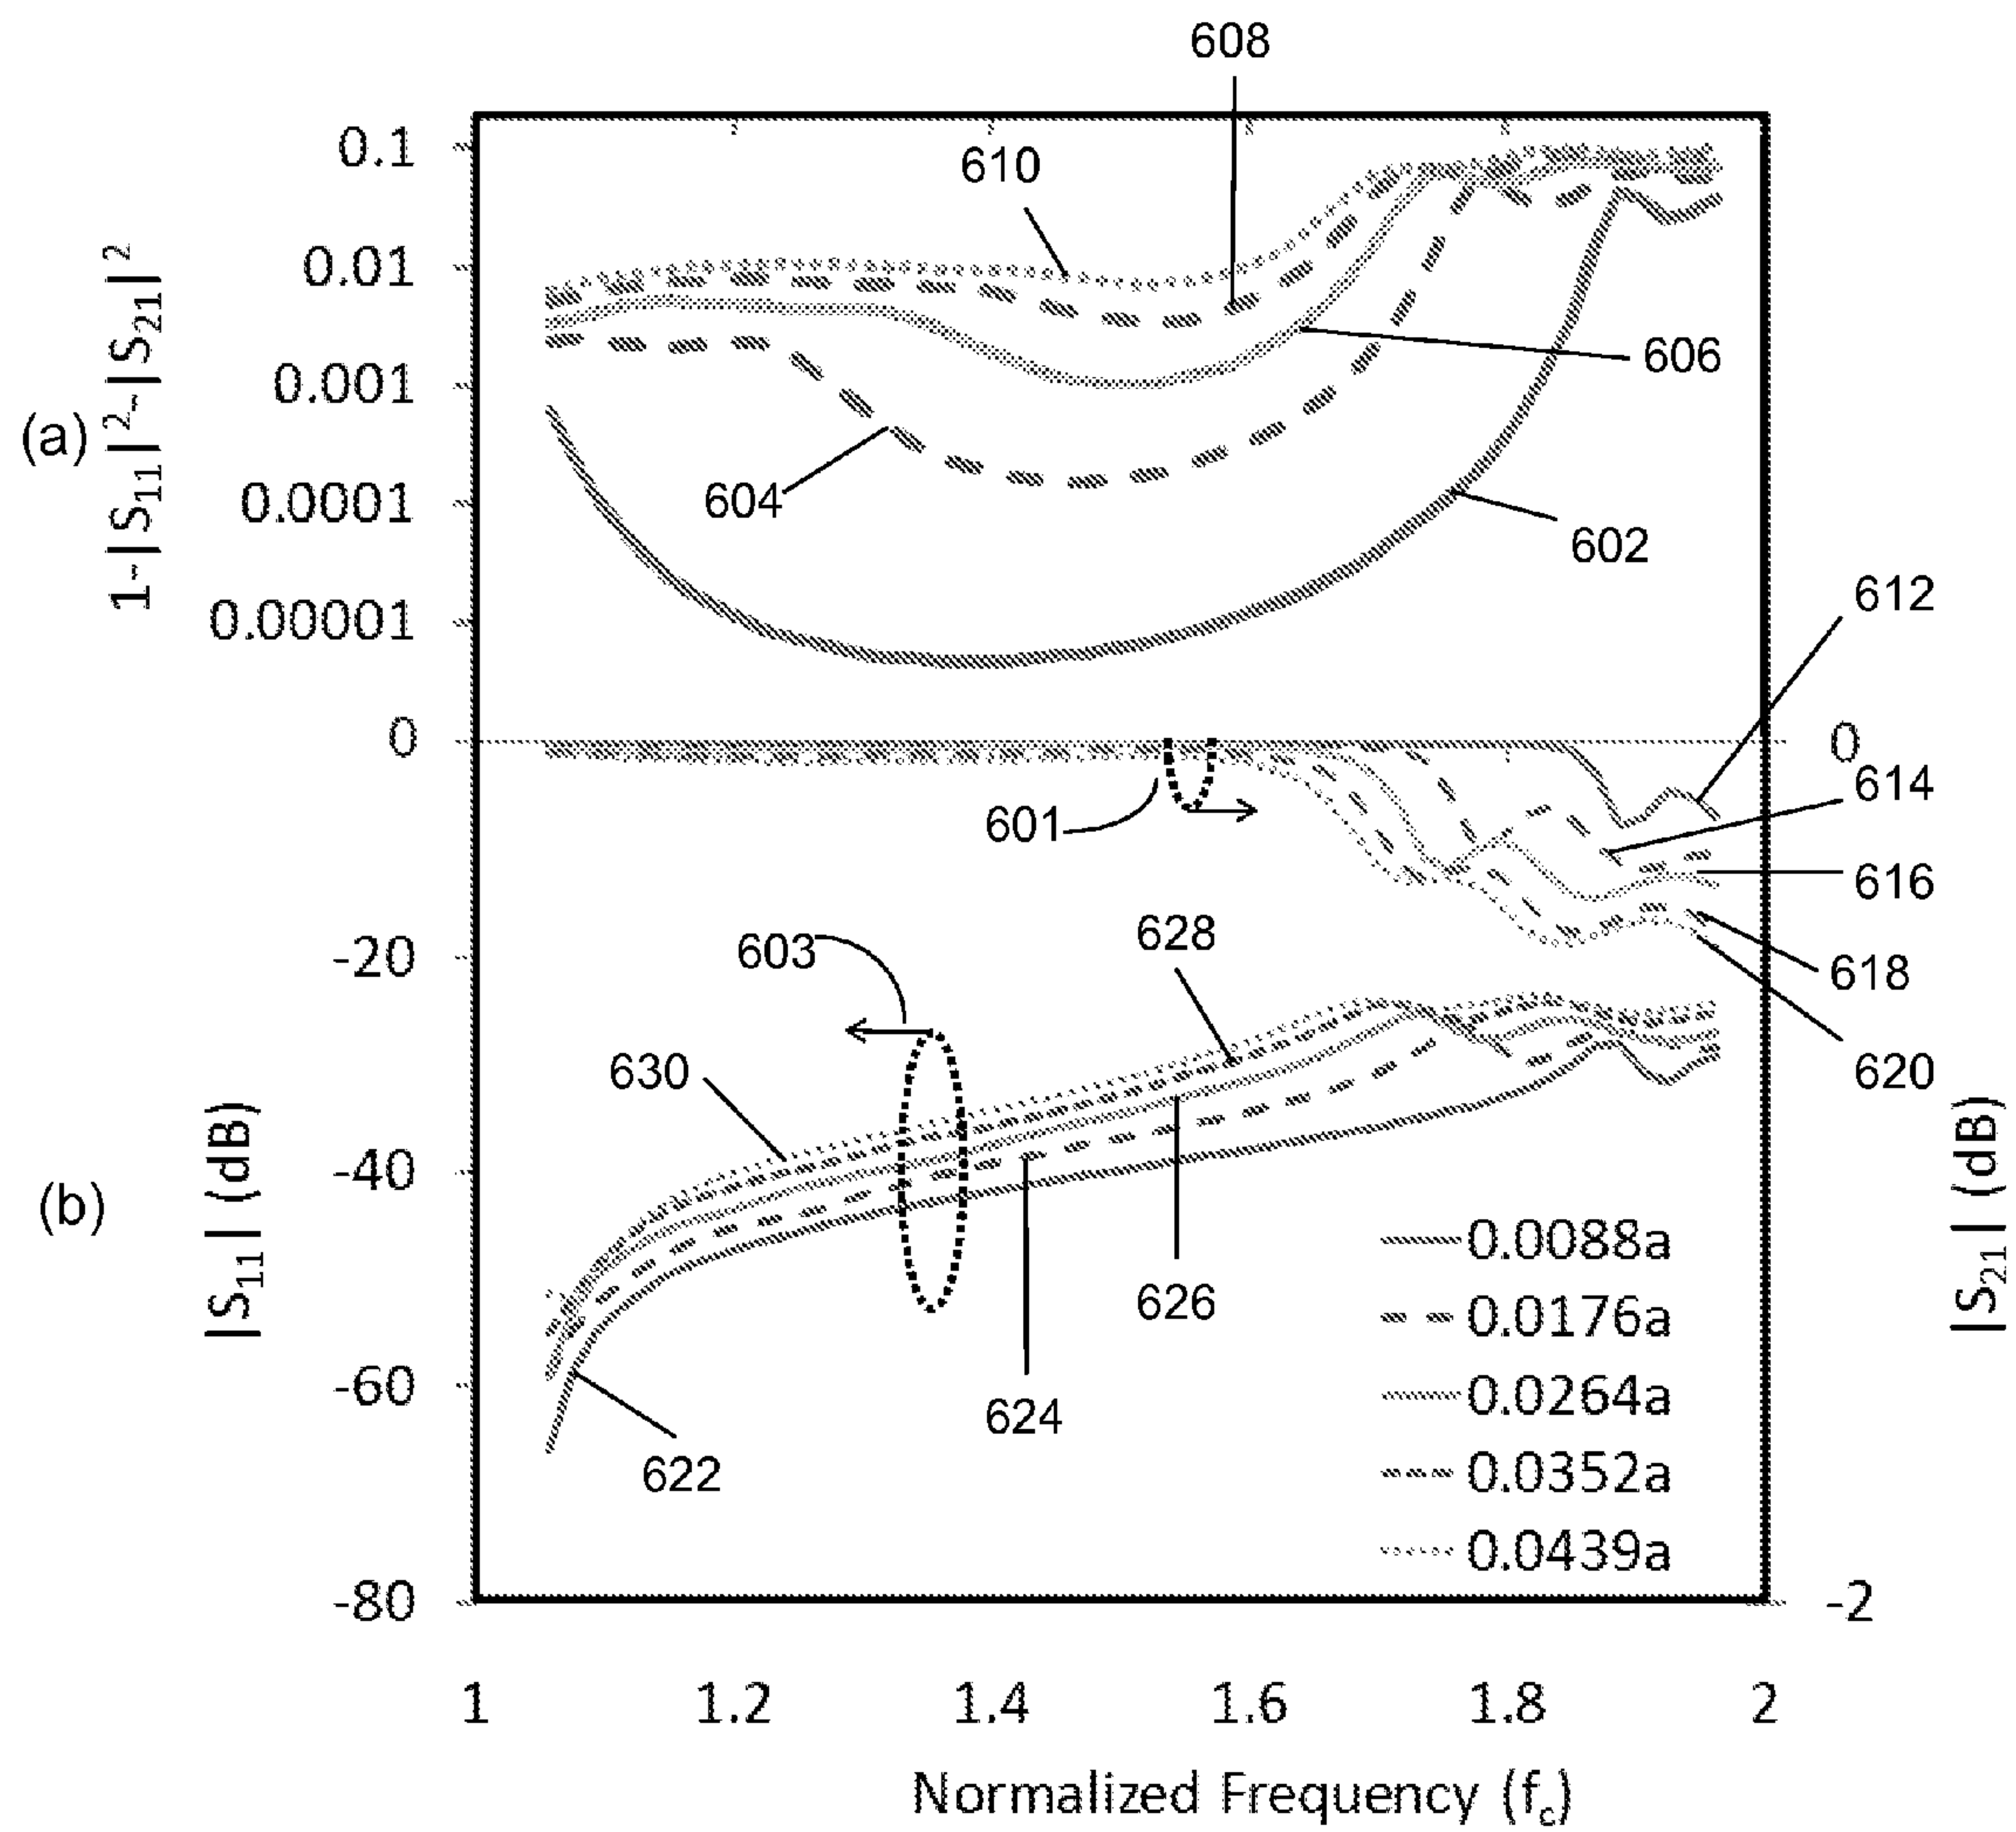 608
0.1
610
0.01
0.001
606
(a)
1-|S11|²-|S21|²
604
0.0001
602
0.00001
612
0
0
614
601
616
-20
628
603
618
630
620
-40
(b)
|S11| (dB)
|S21| (dB)
0.0088a
626
0.0176a
-60
0.0264a
624
622
0.0352a
0.0439a
-80
-2
1 1.2 1.4 1.6 1.8 2
Normalized Frequency (fc)